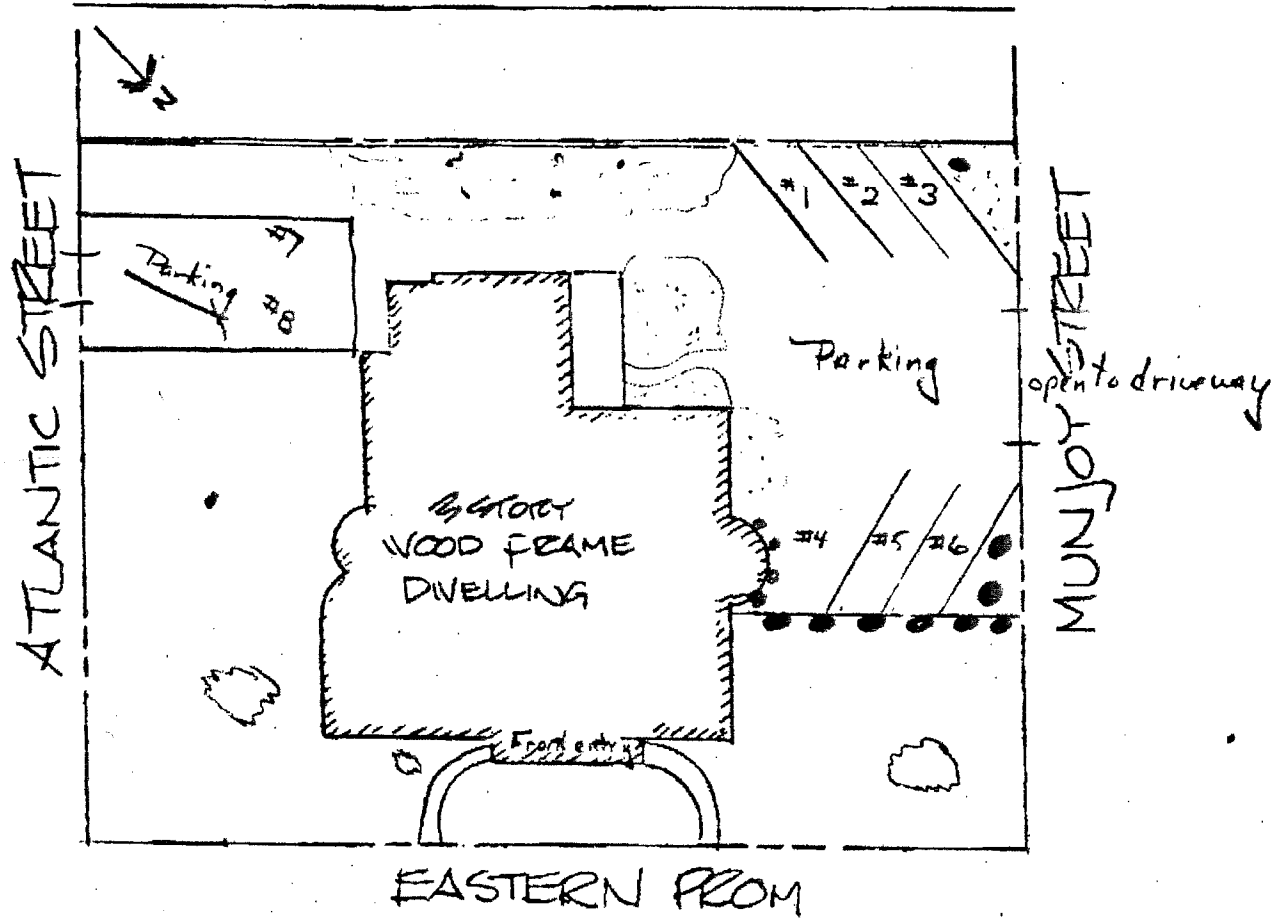 N
ATLANTIC STREET
Parking
#7
#8
#1
#2
#3
Parking
open to driveway
MUNJOY STREET
3 STORY
WOOD FRAME
DWELLING
#4
#5
#6
Front entry
EASTERN PROM